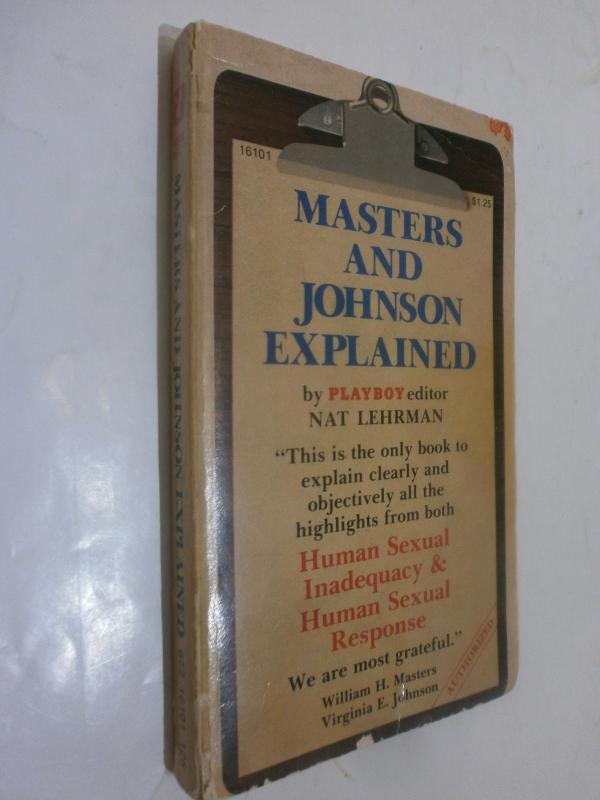 16101
$1.25
MASTERS
AND
JOHNSON
EXPLAINED
by PLAYBOY editor
NAT LEHRMAN
"This is the only book to
explain clearly and
objectively all the
highlights from both
Human Sexual
Inadequacy &
Human Sexual
Response
We are most grateful."
William H. Masters
Virginia E. Johnson
AUTHORIZED
MASTERS AND JOHNSON EXPLAINED